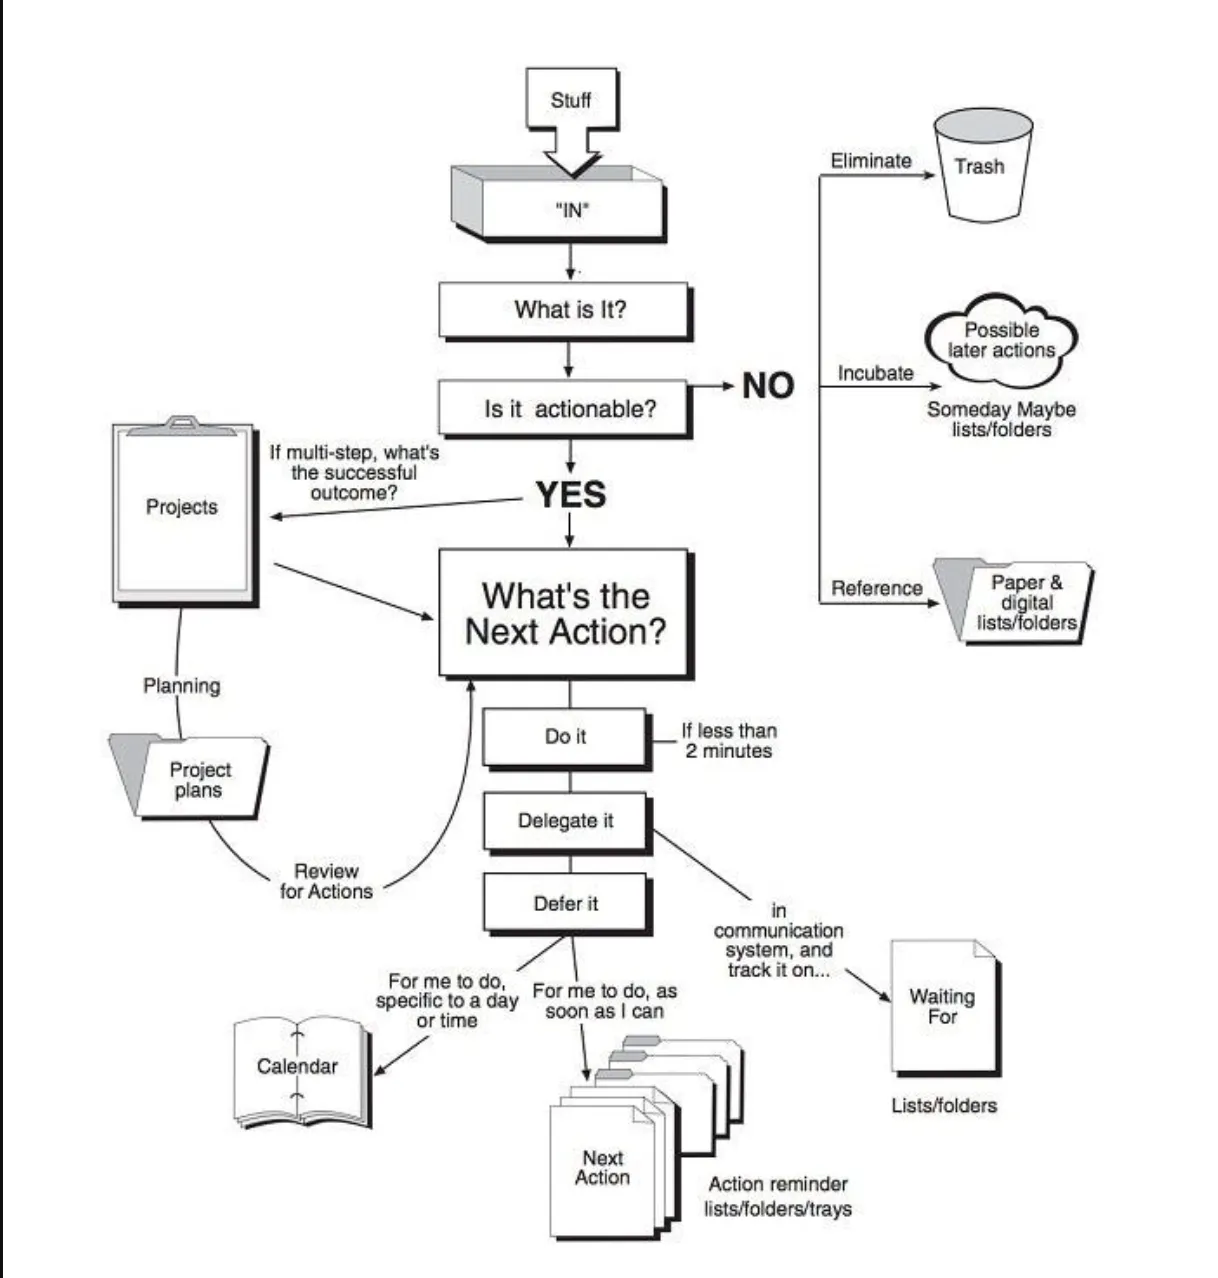 Stuff
"IN"
What is It?
Is it actionable?
NO
Eliminate
Trash
Incubate
Possible
later actions
Someday Maybe
lists/folders
Reference
Paper &
digital
lists/folders
YES
If multi-step, what's
the successful
outcome?
Projects
Planning
Project
plans
Review
for Actions
What's the
Next Action?
Do it
If less than
2 minutes
Delegate it
in
communication
system, and
track it on...
Waiting
For
Lists/folders
Defer it
For me to do,
specific to a day
or time
Calendar
For me to do, as
soon as I can
Next
Action
Action reminder
lists/folders/trays